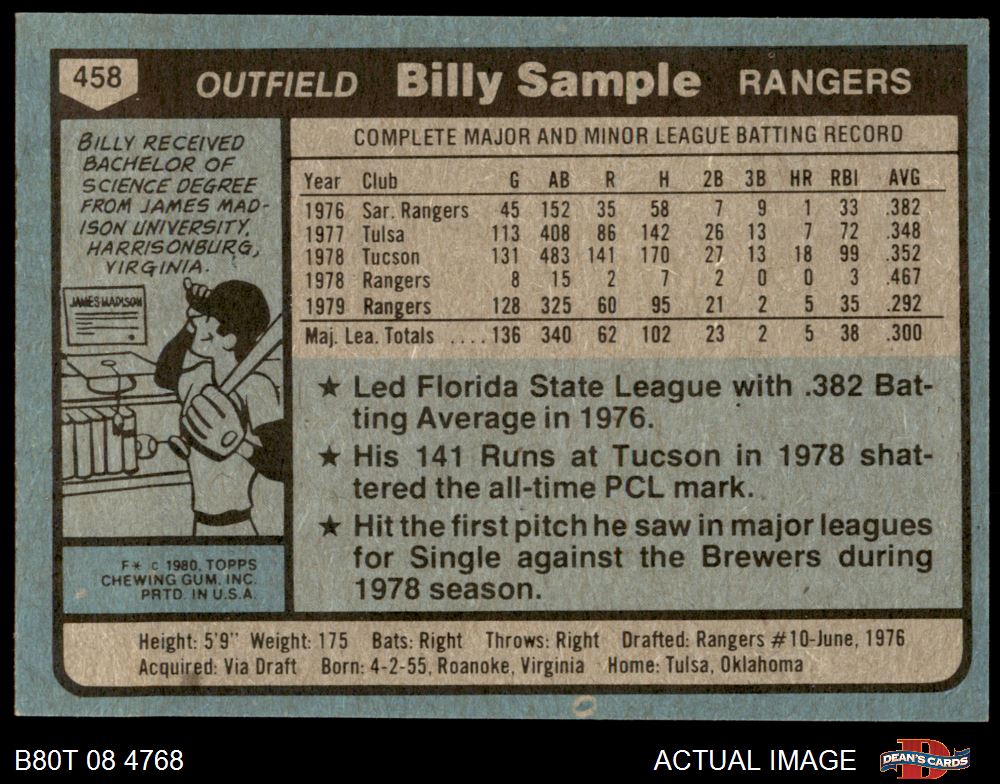 458 OUTFIELD Billy Sample RANGERS
BILLY RECEIVED
BACHELOR OF
SCIENCE DEGREE
FROM JAMES MAD-
ISON UNIVERSITY,
HARRISONBURG,
VIRGINIA.
JAMES MADISON
F✶ © 1980, TOPPS
CHEWING GUM, INC.
PRTD. IN U.S.A.
COMPLETE MAJOR AND MINOR LEAGUE BATTING RECORD
Year Club G AB R H 2B 3B HR RBI AVG
1976 Sar. Rangers 45 152 35 58 7 9 1 33 .382
1977 Tulsa 113 408 86 142 26 13 7 72 .348
1978 Tucson 131 483 141 170 27 13 18 99 .352
1978 Rangers 8 15 2 7 2 0 0 3 .467
1979 Rangers 128 325 60 95 21 2 5 35 .292
Maj. Lea. Totals ....136 340 62 102 23 2 5 38 .300
★ Led Florida State League with .382 Bat-
ting Average in 1976.
★ His 141 Runs at Tucson in 1978 shat-
tered the all-time PCL mark.
★ Hit the first pitch he saw in major leagues
for Single against the Brewers during
1978 season.
Height: 5'9" Weight: 175 Bats: Right Throws: Right Drafted: Rangers #10-June, 1976
Acquired: Via Draft Born: 4-2-55, Roanoke, Virginia Home: Tulsa, Oklahoma
B80T 08 4768 ACTUAL IMAGE DEAN'S CARDS